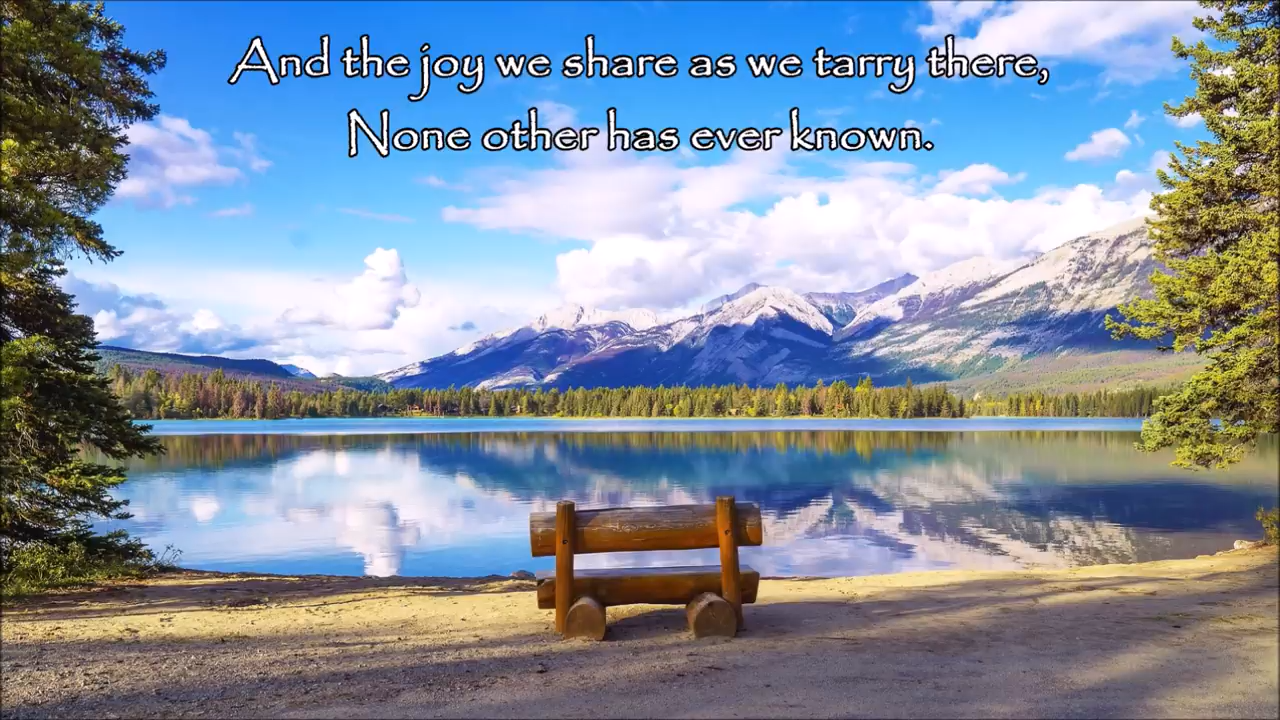 And the joy we share as we tarry there,
None other has ever known.